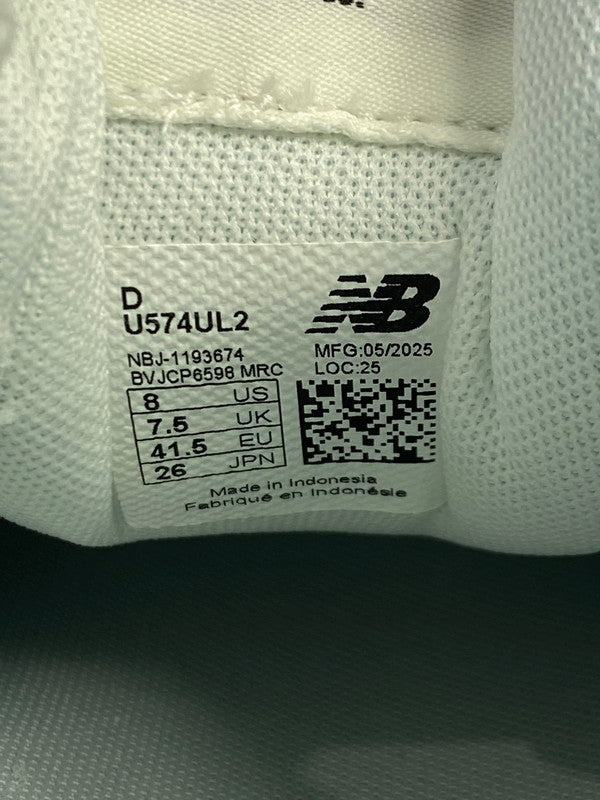 D
U574UL2
NB
NBJ-1193674
MFG:05/2025
BVJCP6598 MRC
LOC:25
8 US
7.5 UK
41.5 EU
26 JPN
Made in Indonesia
Fabriqué en Indonésie